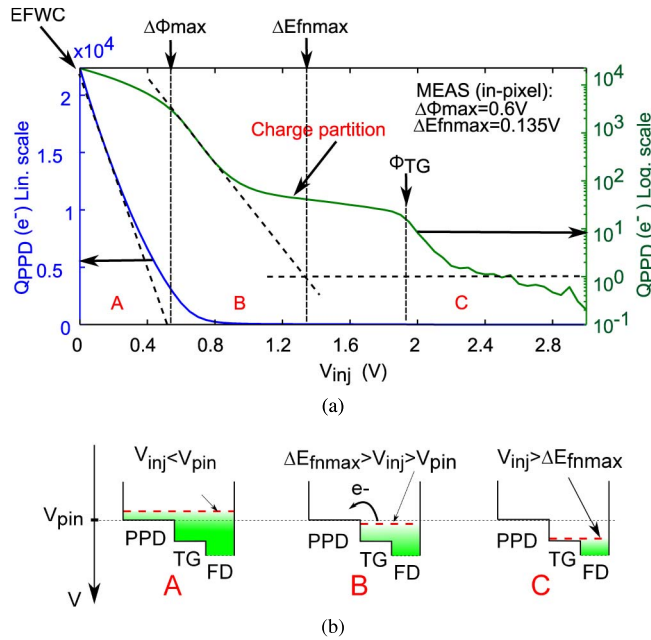 (a)
EFWC
ΔΦmax
ΔEfnmax
x10⁴
MEAS (in-pixel):
ΔΦmax=0.6V
ΔEfnmax=0.135V
Charge partition
ΦTG
QPPD (e⁻) Lin. scale
2
1.5
1
0.5
0
QPPD (e⁻) Log. scale
10⁴
10³
10²
10¹
10⁰
10⁻¹
A
B
C
0 0.4 0.8 1.2 1.6 2 2.4 2.8
Vinj (V)
(a)
Vinj<Vpin
ΔEfnmax>Vinj>Vpin
Vinj>ΔEfnmax
e-
Vpin
PPD
TG
FD
A
PPD
TG
FD
B
PPD
TG
FD
C
V
(b)